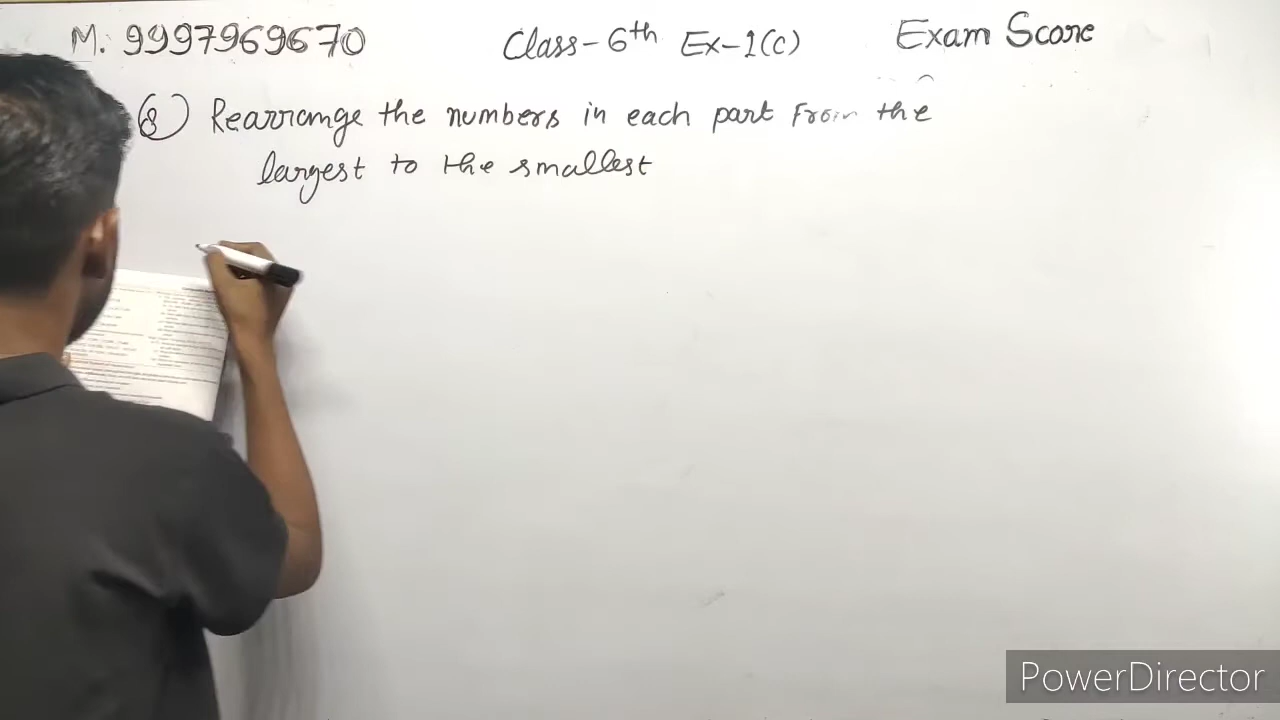 M. 9997969670 Class-6th Ex-1(c) Exam Score
(8) Rearrange the numbers in each part from the
largest to the smallest
PowerDirector